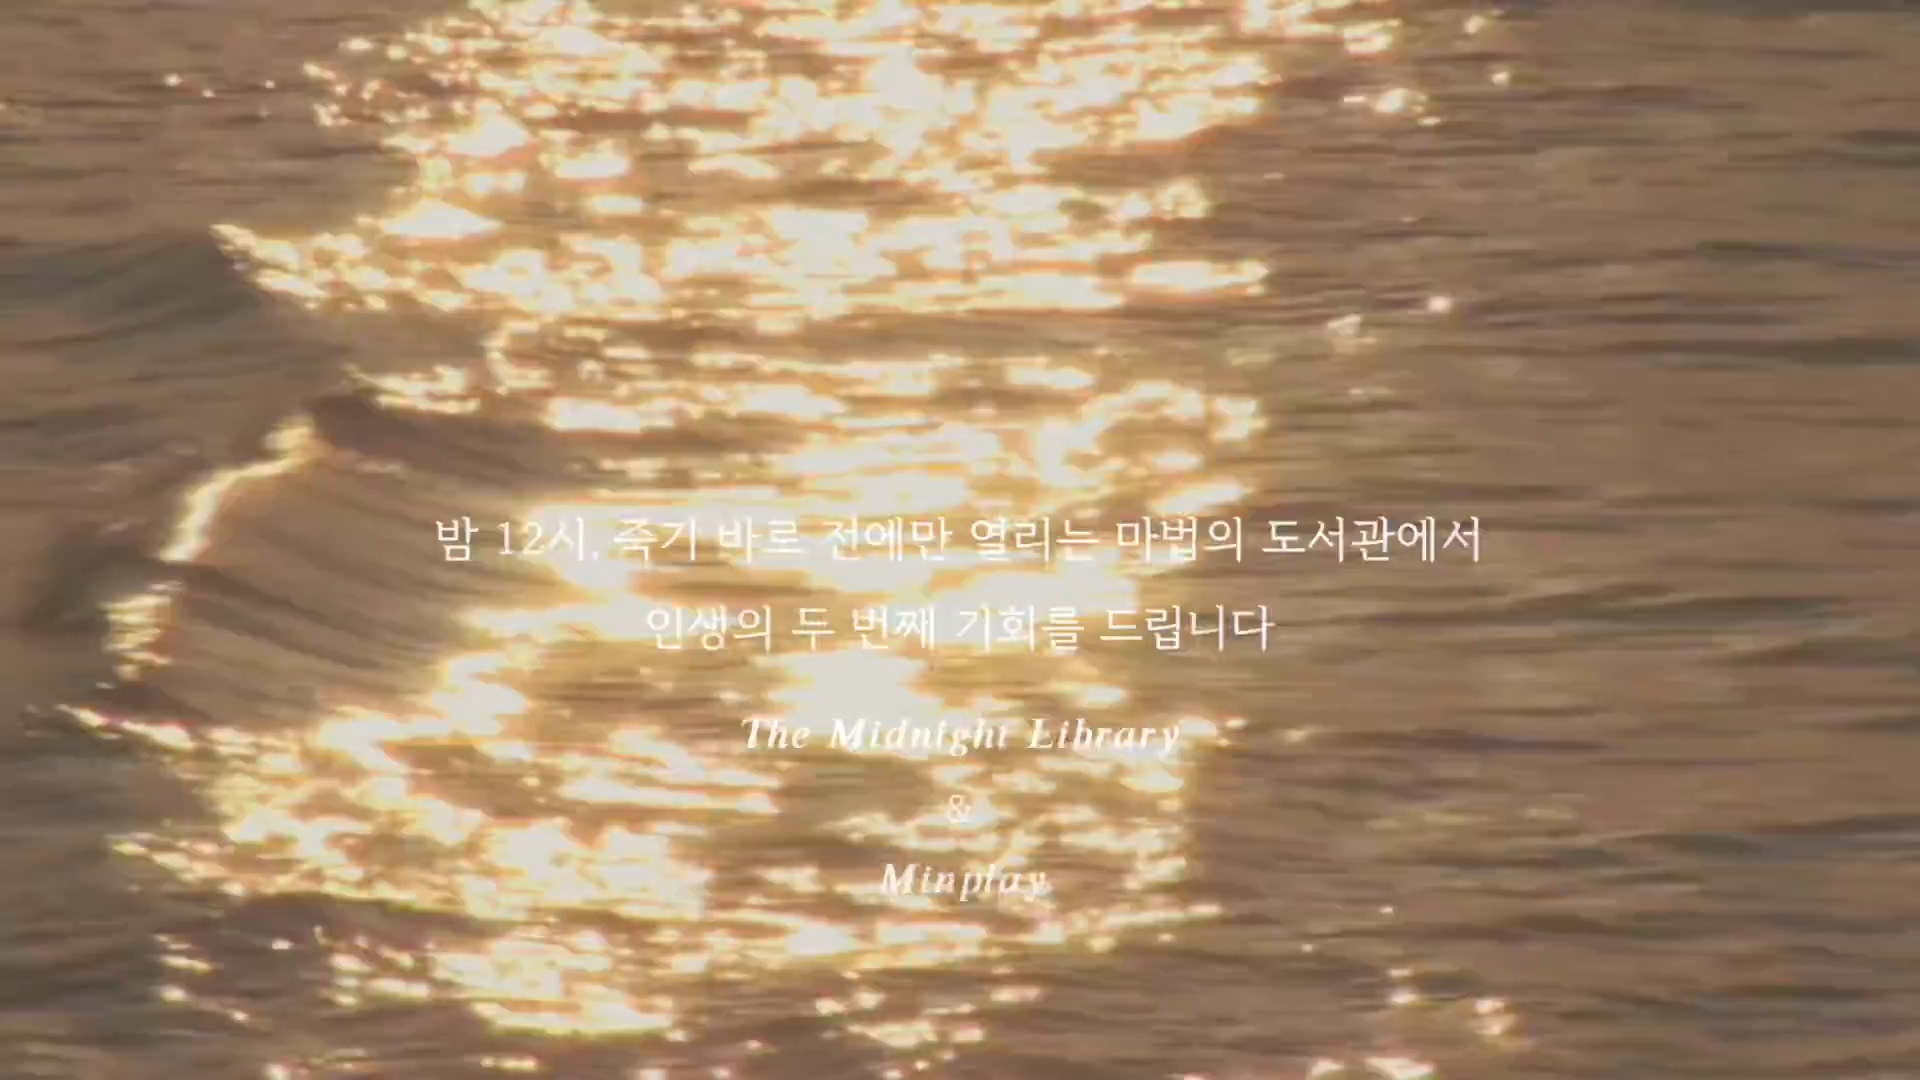 밤 12시, 죽기 바로 전에만 열리는 마법의 도서관에서
인생의 두 번째 기회를 드립니다
The Midnight Library
&
Minplay